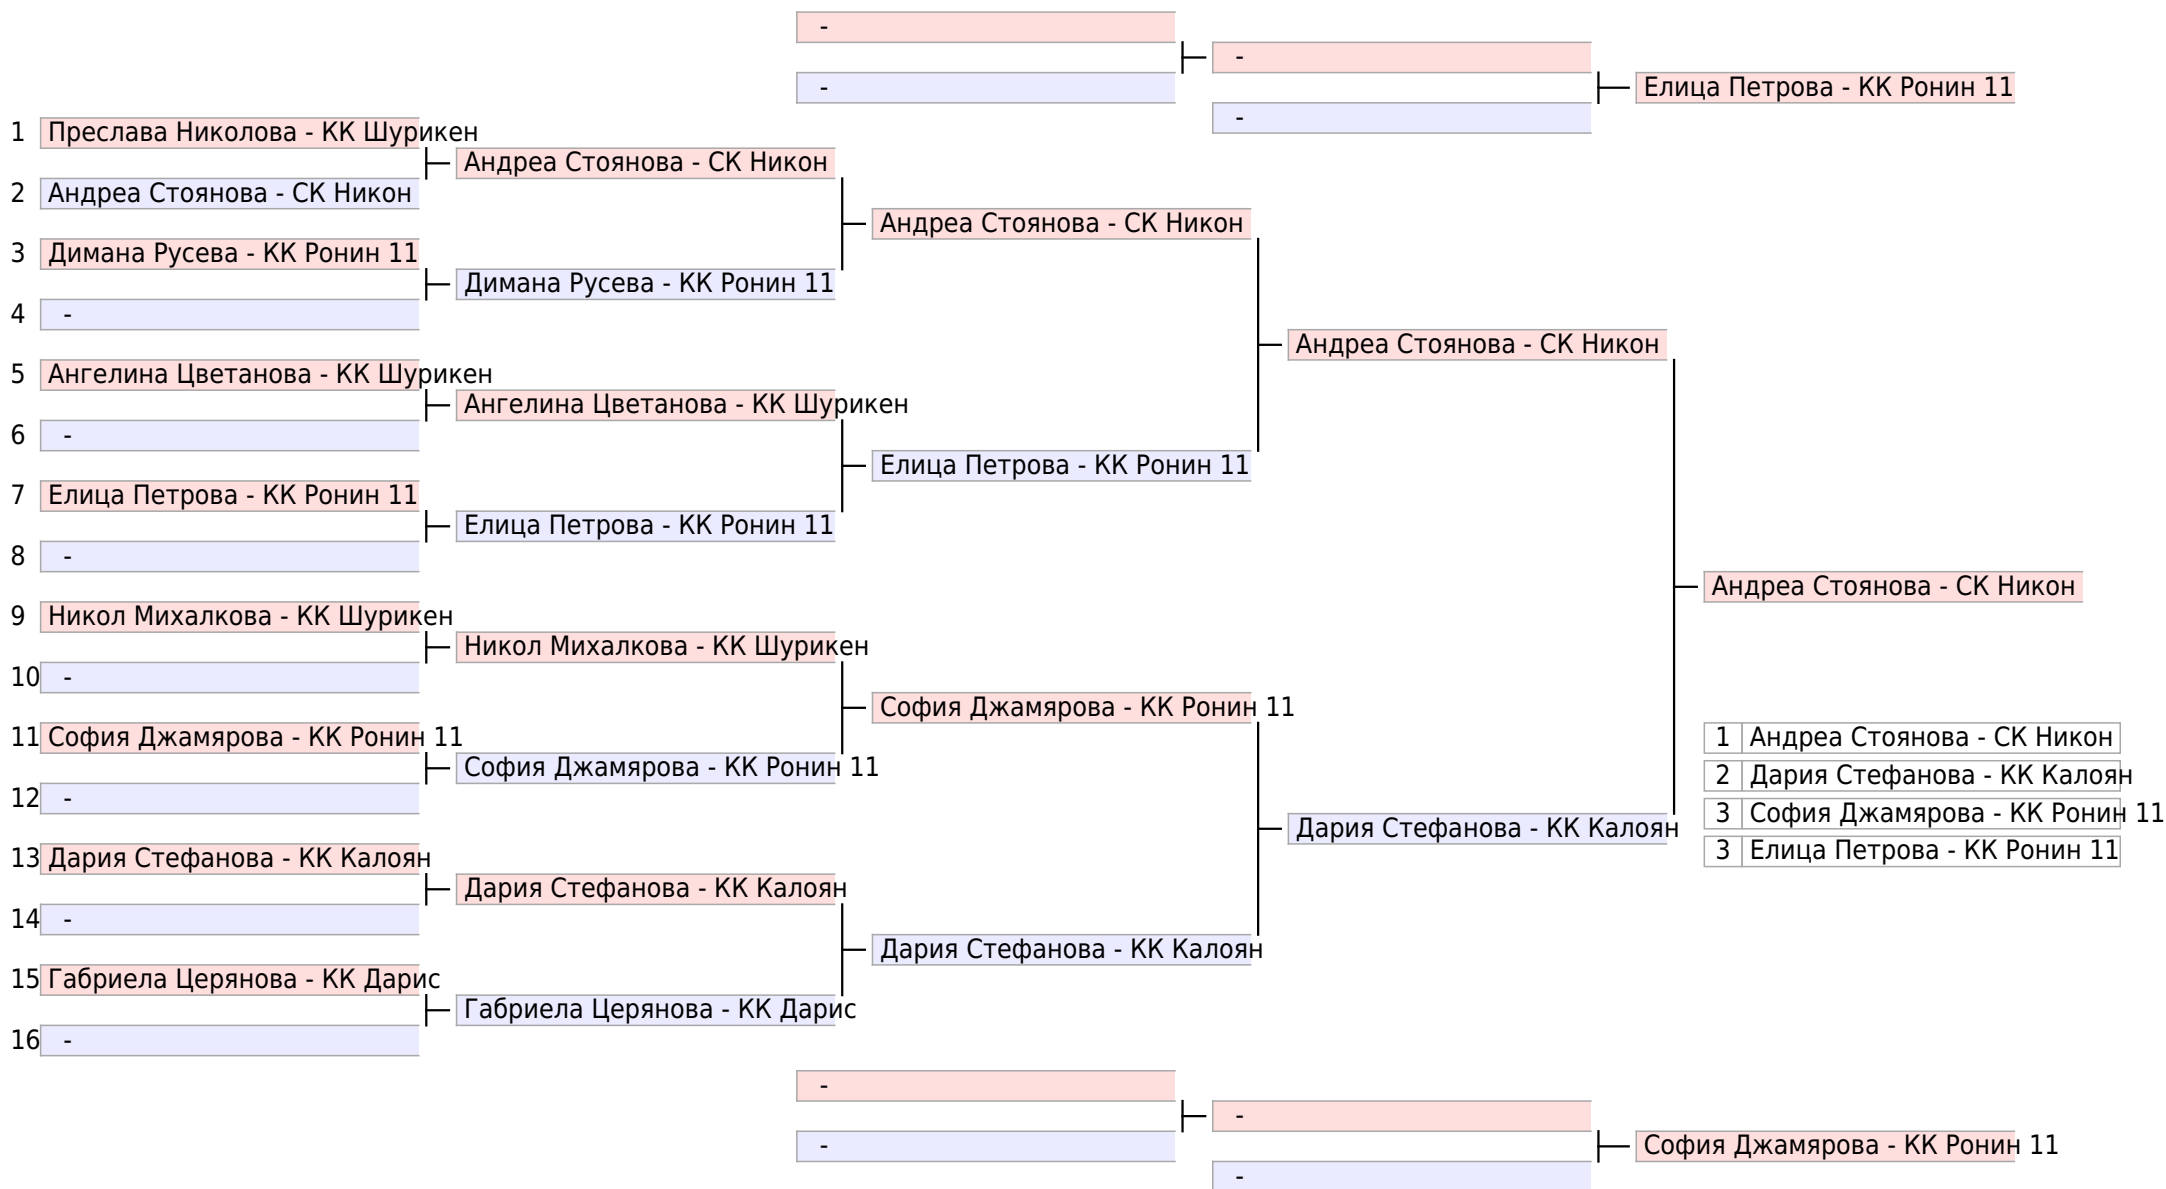 -
-
-
-
Елица Петрова - КК Ронин 11
1 Преслава Николова - КК Шурикен
2 Андреа Стоянова - СК Никон
3 Димана Русева - КК Ронин 11
4 -
5 Ангелина Цветанова - КК Шурикен
6 -
7 Елица Петрова - КК Ронин 11
8 -
9 Никол Михалкова - КК Шурикен
10 -
11 София Джамярова - КК Ронин 11
12 -
13 Дария Стефанова - КК Калоян
14 -
15 Габриела Церянова - КК Дарис
16 -
Андреа Стоянова - СК Никон
Димана Русева - КК Ронин 11
Ангелина Цветанова - КК Шурикен
Елица Петрова - КК Ронин 11
Никол Михалкова - КК Шурикен
София Джамярова - КК Ронин 11
Дария Стефанова - КК Калоян
Габриела Церянова - КК Дарис
Андреа Стоянова - СК Никон
Елица Петрова - КК Ронин 11
София Джамярова - КК Ронин 11
Дария Стефанова - КК Калоян
Андреа Стоянова - СК Никон
Дария Стефанова - КК Калоян
Андреа Стоянова - СК Никон
1 Андреа Стоянова - СК Никон
2 Дария Стефанова - КК Калоян
3 София Джамярова - КК Ронин 11
3 Елица Петрова - КК Ронин 11
-
-
-
-
София Джамярова - КК Ронин 11